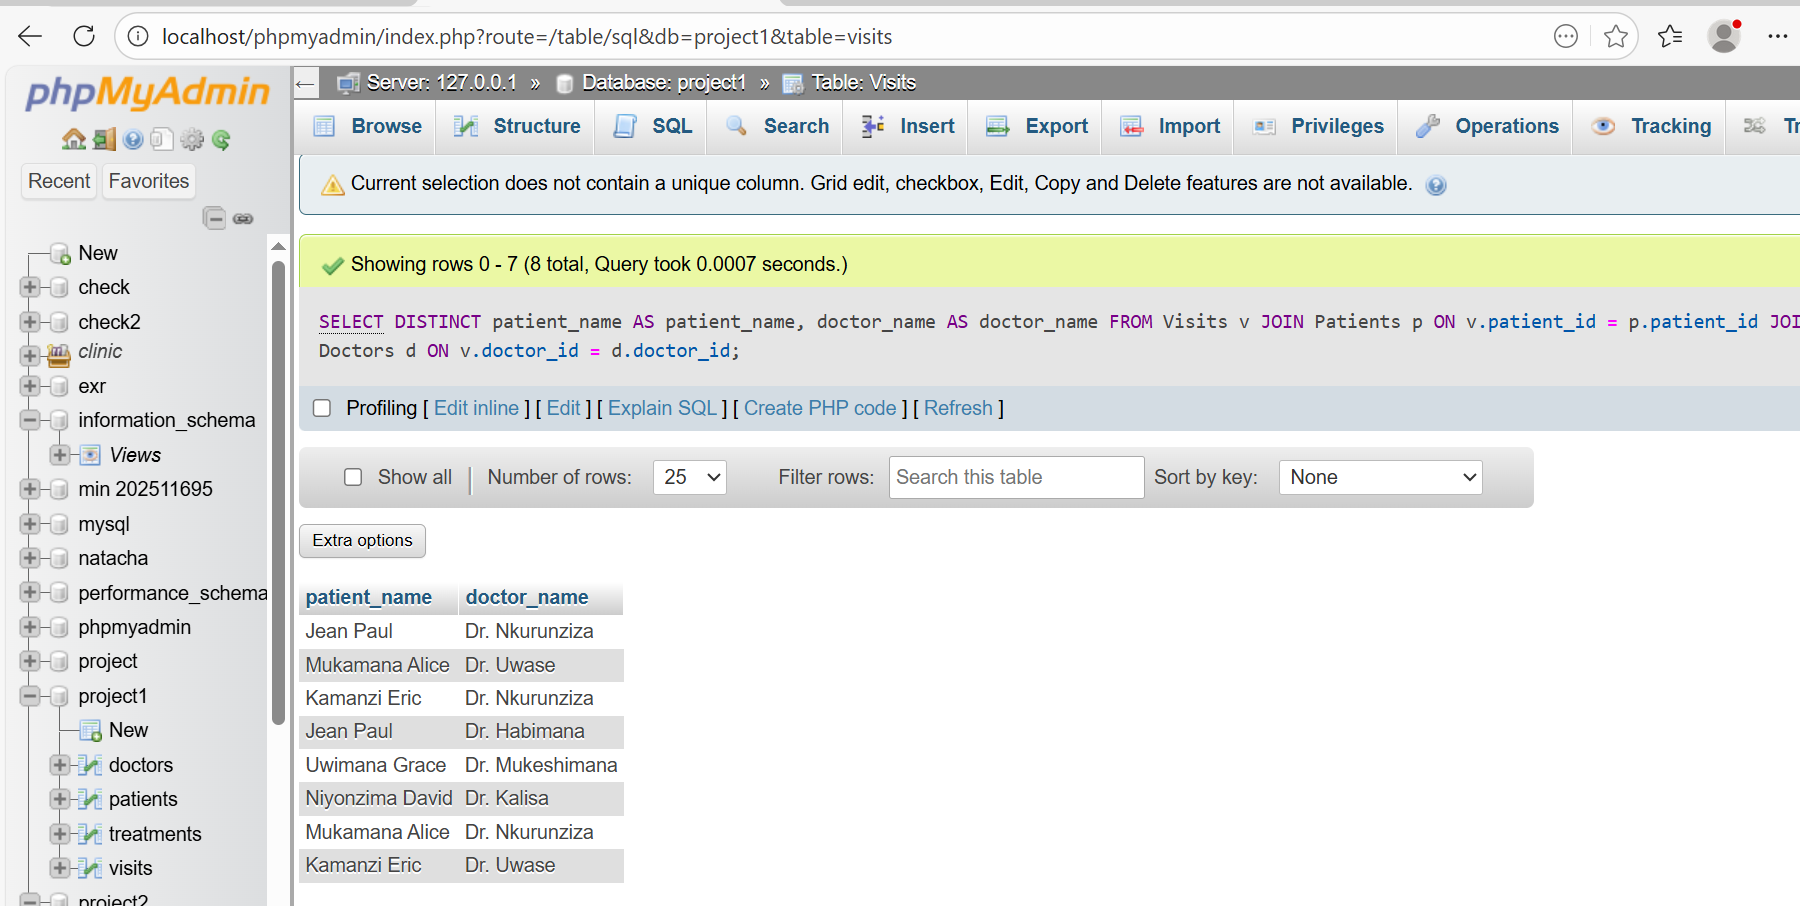 localhost/phpmyadmin/index.php?route=/table/sql&db=project1&table=visits
phpMyAdmin
Recent Favorites
New
check
check2
clinic
exr
information_schema
Views
min 202511695
mysql
natacha
performance_schema
phpmyadmin
project
project1
New
doctors
patients
treatments
visits
project2
Server: 127.0.0.1 » Database: project1 » Table: Visits
Browse Structure SQL Search Insert Export Import Privileges Operations Tracking Tr
Current selection does not contain a unique column. Grid edit, checkbox, Edit, Copy and Delete features are not available.
Showing rows 0 - 7 (8 total, Query took 0.0007 seconds.)
SELECT DISTINCT patient_name AS patient_name, doctor_name AS doctor_name FROM Visits v JOIN Patients p ON v.patient_id = p.patient_id JOI
Doctors d ON v.doctor_id = d.doctor_id;
Profiling [ Edit inline ] [ Edit ] [ Explain SQL ] [ Create PHP code ] [ Refresh ]
Show all Number of rows: 25 Filter rows: Search this table Sort by key: None
Extra options
patient_name doctor_name
Jean Paul Dr. Nkurunziza
Mukamana Alice Dr. Uwase
Kamanzi Eric Dr. Nkurunziza
Jean Paul Dr. Habimana
Uwimana Grace Dr. Mukeshimana
Niyonzima David Dr. Kalisa
Mukamana Alice Dr. Nkurunziza
Kamanzi Eric Dr. Uwase